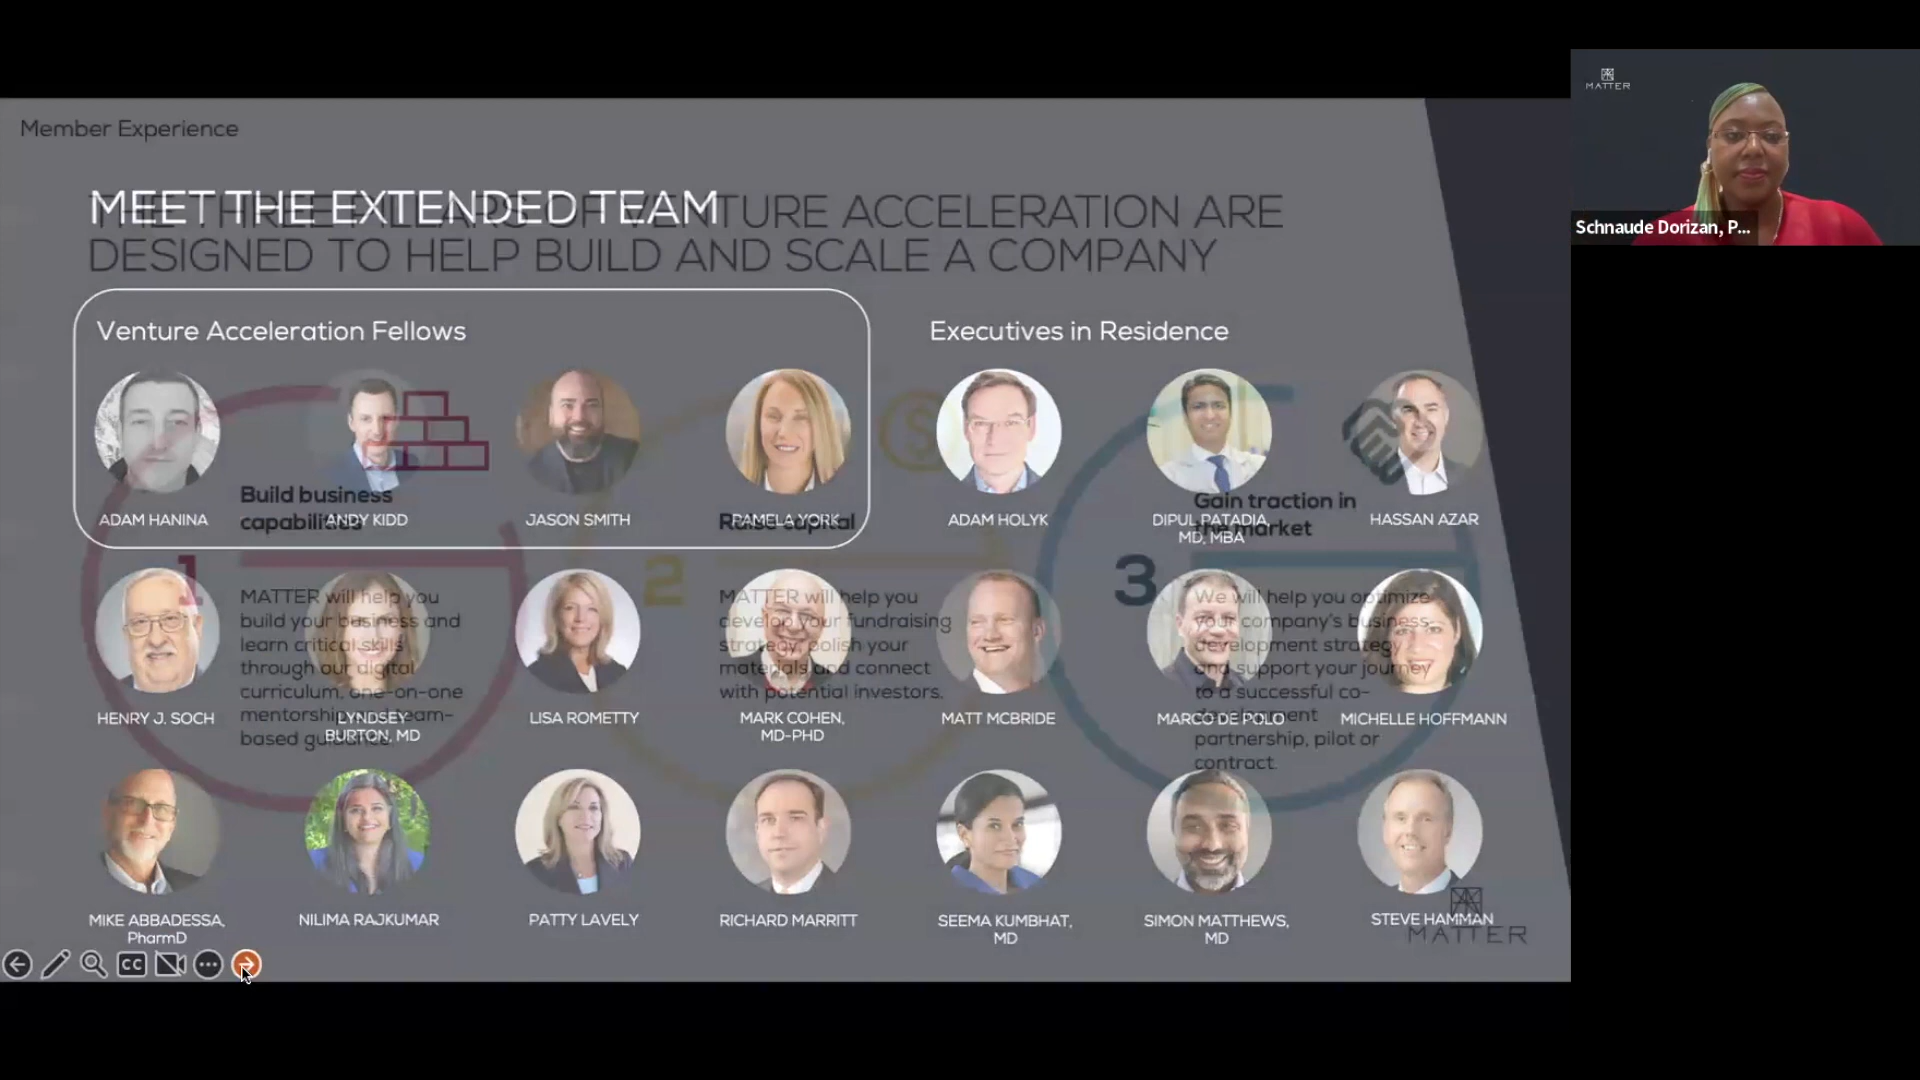 Member Experience
MEET THE EXTENDED TEAM
THE THREE PILLARS OF VENTURE ACCELERATION ARE
DESIGNED TO HELP BUILD AND SCALE A COMPANY
Venture Acceleration Fellows
Executives in Residence
ADAM HANINA
ANDY KIDD
JASON SMITH
PAMELA YORK
ADAM HOLYK
DIPUL PATADIA,
MD, MBA
HASSAN AZAR
HENRY J. SOCH
LYNDSEY
BURTON, MD
LISA ROMETTY
MARK COHEN,
MD-PHD
MATT MCBRIDE
MARCO DE POLO
MICHELLE HOFFMANN
MIKE ABBADESSA,
PharmD
NILIMA RAJKUMAR
PATTY LAVELY
RICHARD MARRITT
SEEMA KUMBHAT,
MD
SIMON MATTHEWS,
MD
STEVE HAMMAN
1
Build business
capabilities
MATTER will help you
build your business and
learn critical skills
through our digital
curriculum, one-on-one
mentorship and team-
based guidance.
2
Raise capital
MATTER will help you
develop your fundraising
strategy, polish your
materials and connect
with potential investors.
3
Gain traction in
the market
We will help you optimize
your company's business
development strategy
and support your journey
to a successful co-
development
partnership, pilot or
contract.
MATTER
CC
MATTER
Schnaude Dorizan, P...